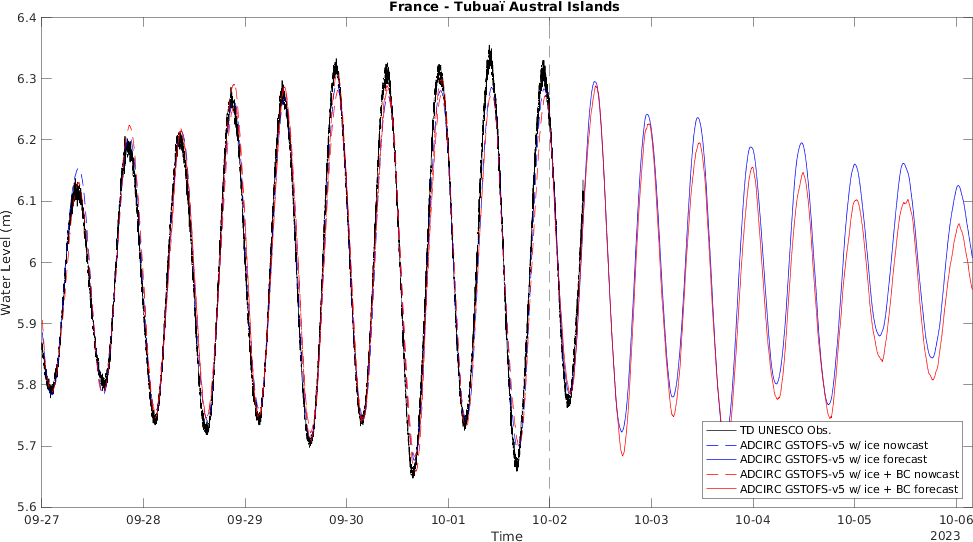 France - Tubuaï Austral Islands
6.4
6.3
6.2
6.1
6
5.9
5.8
5.7
5.6
Water Level (m)
TD UNESCO Obs.
ADCIRC GSTOFS-v5 w/ ice nowcast
ADCIRC GSTOFS-v5 w/ ice forecast
ADCIRC GSTOFS-v5 w/ ice + BC nowcast
ADCIRC GSTOFS-v5 w/ ice + BC forecast
09-27 09-28 09-29 09-30 10-01 10-02 10-03 10-04 10-05 10-06
Time
2023